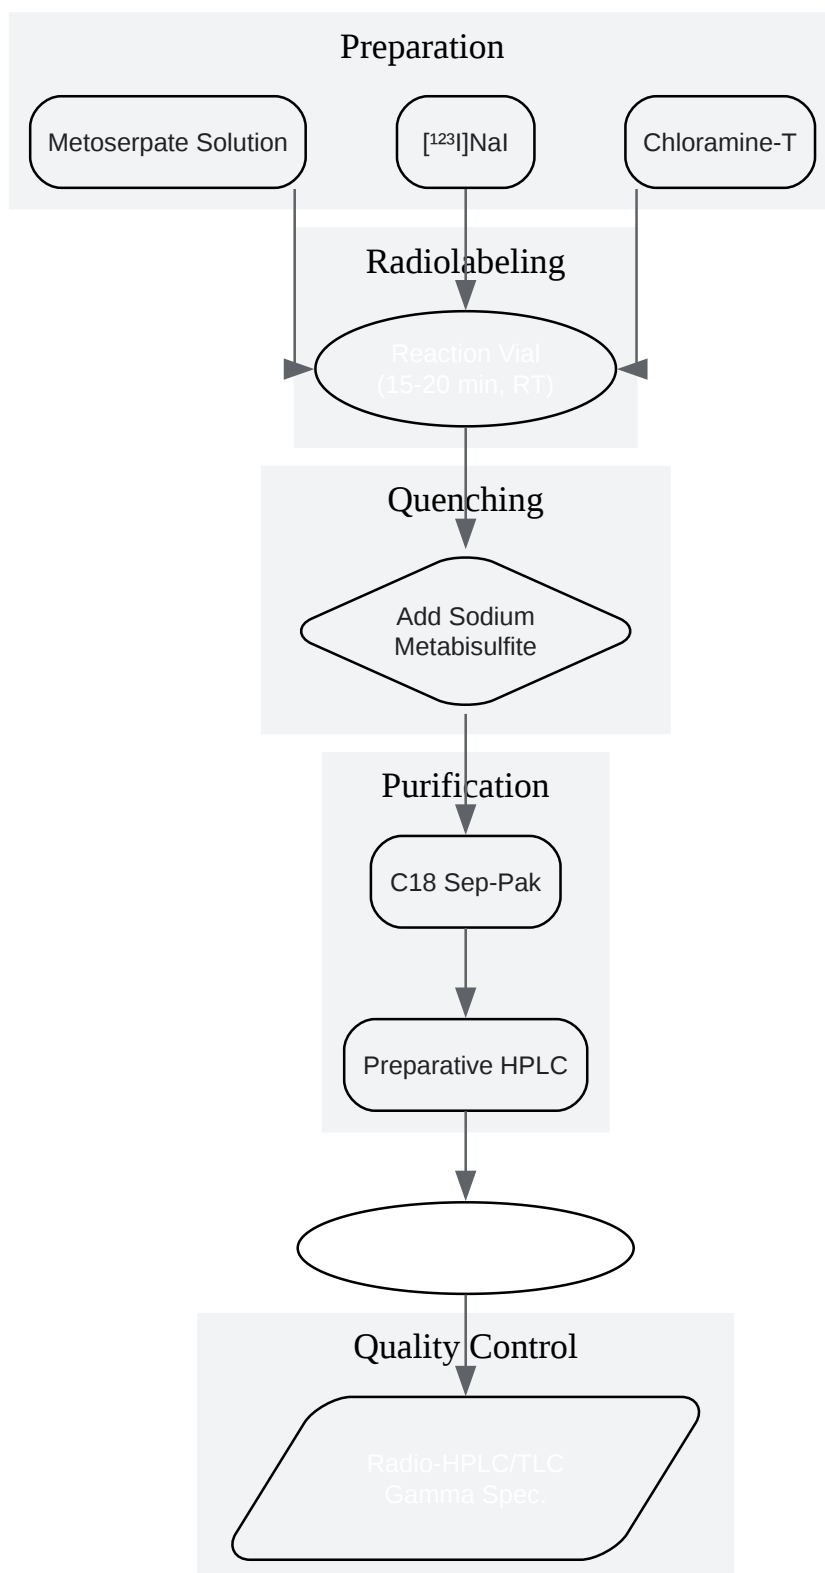 Preparation
Metoserpate Solution
[¹²³I]NaI
Chloramine-T
Radiolabeling
Reaction Vial
(15-20 min, RT)
Quenching
Add Sodium
Metabisulfite
Purification
C18 Sep-Pak
Preparative HPLC
Quality Control
Radio-HPLC/TLC
Gamma Spec.